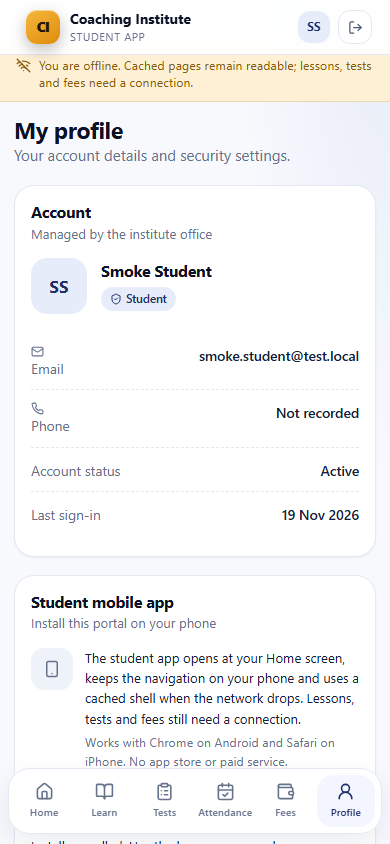 CI
Coaching Institute
STUDENT APP
SS
You are offline. Cached pages remain readable; lessons, tests
and fees need a connection.
My profile
Your account details and security settings.
Account
Managed by the institute office
SS
Smoke Student
Student
Email
smoke.student@test.local
Phone
Not recorded
Account status
Active
Last sign-in
19 Nov 2026
Student mobile app
Install this portal on your phone
The student app opens at your Home screen,
keeps the navigation on your phone and uses a
cached shell when the network drops. Lessons,
tests and fees still need a connection.
Works with Chrome on Android and Safari on
iPhone. No app store or paid service.
Home
Learn
Tests
Attendance
Fees
Profile